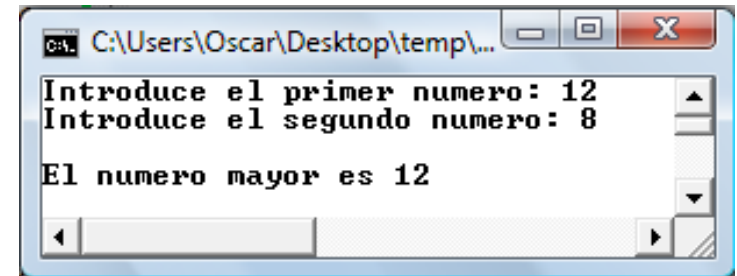 C:\Users\Oscar\Desktop\temp\...
Introduce el primer numero: 12
Introduce el segundo numero: 8
El numero mayor es 12